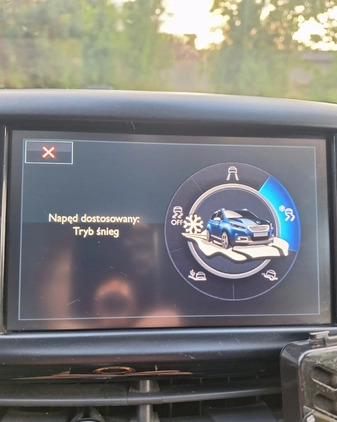 Napęd dostosowany:
Tryb śnieg
OFF